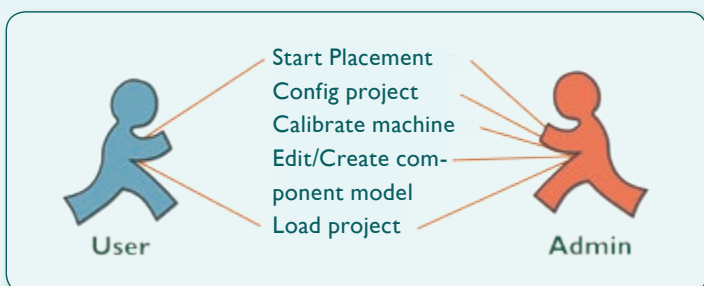 Start Placement
Config project
Calibrate machine
Edit/Create com-
ponent model
Load project
User
Admin